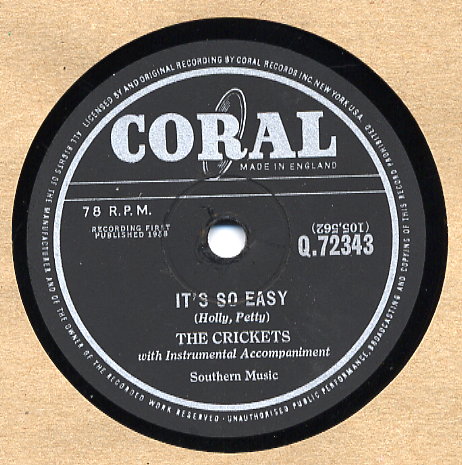 ALL RIGHTS OF THE MANUFACTURER AND OF THE OWNER OF THE RECORDED WORK RESERVED · UNAUTHORISED PUBLIC PERFORMANCE, BROADCASTING AND COPYING OF THIS RECORD PROHIBITED
LICENSED BY AND ORIGINAL RECORDING BY CORAL RECORDS INC. NEW YORK U.S.A.
CORAL
MADE IN ENGLAND
78 R.P.M.
RECORDING FIRST
PUBLISHED 1958
(105,562)
Q.72343
IT'S SO EASY
(Holly, Petty)
THE CRICKETS
with Instrumental Accompaniment
Southern Music